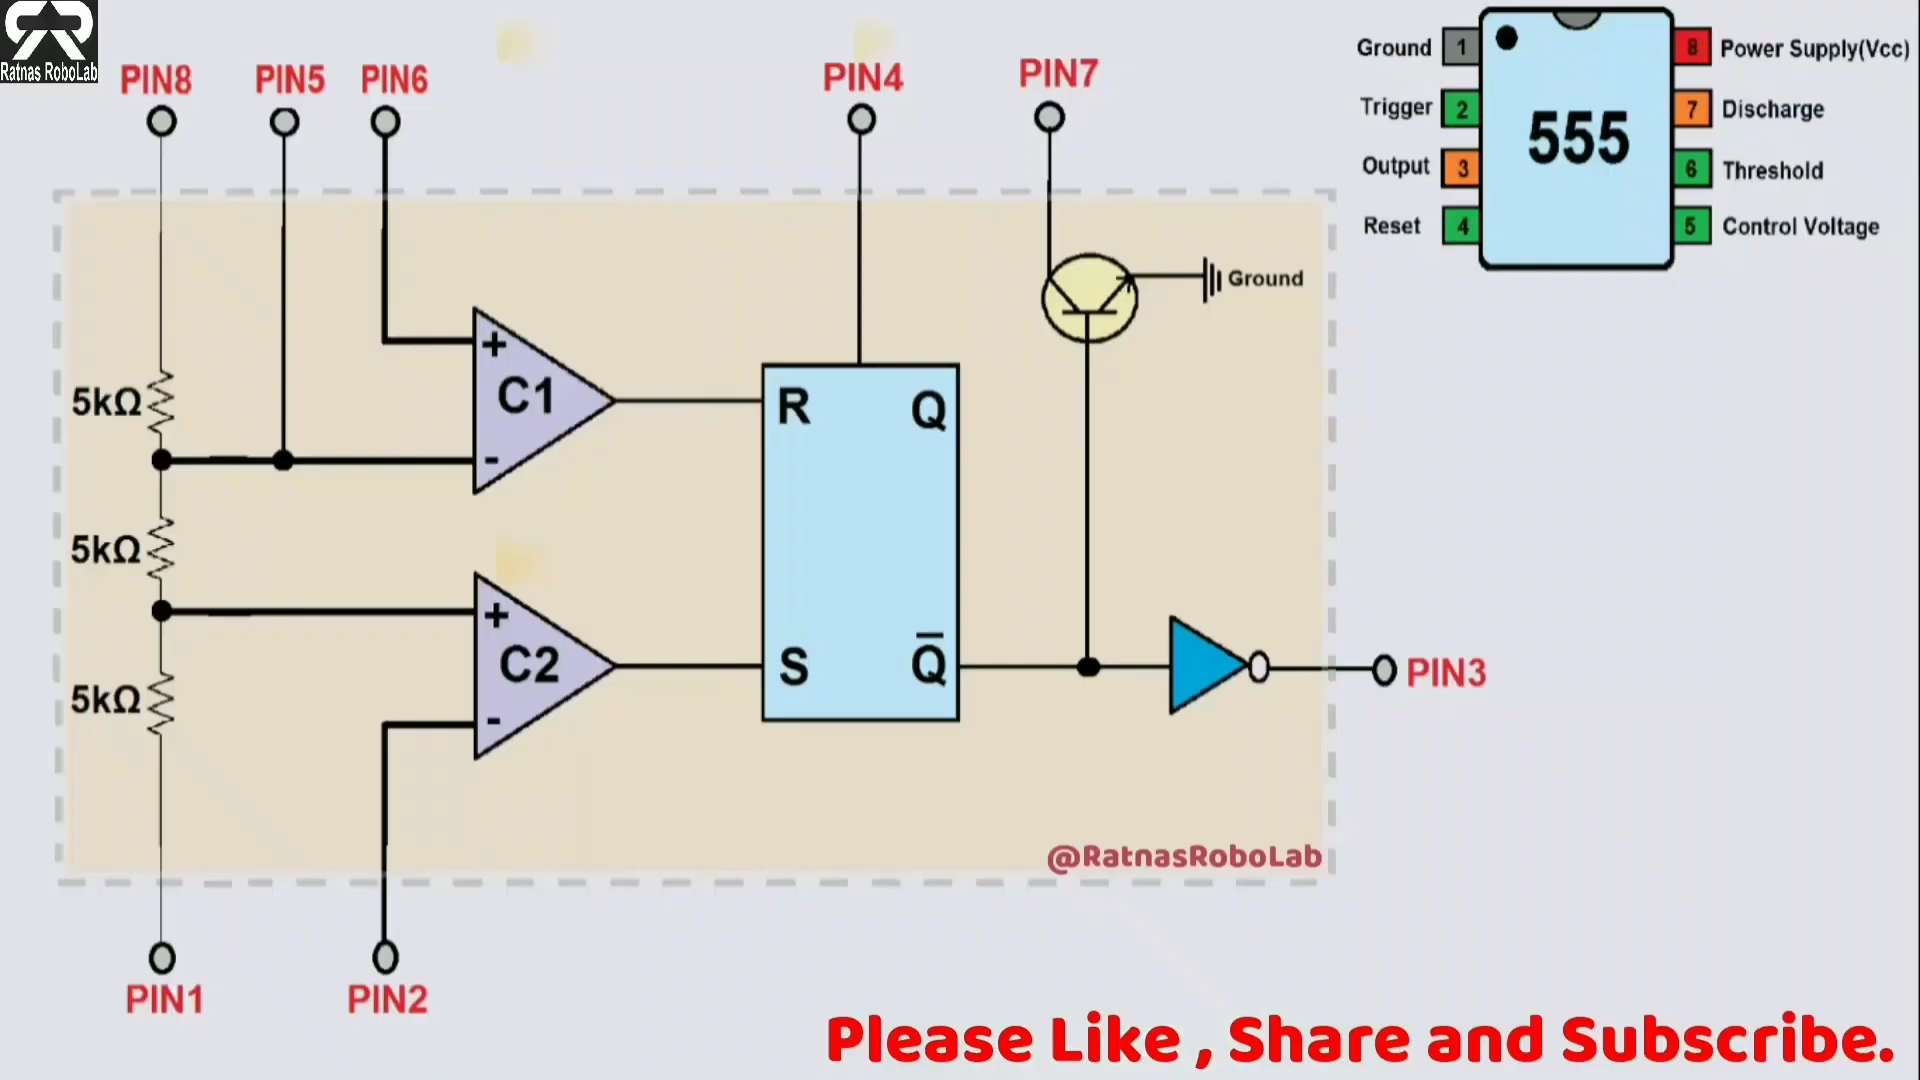 Ratnas RoboLab
PIN8
PIN5
PIN6
PIN4
PIN7
Ground 1
Trigger 2
Output 3
Reset 4
555
8 Power Supply(Vcc)
7 Discharge
6 Threshold
5 Control Voltage
Ground
5kΩ
5kΩ
5kΩ
+
C1
-
+
C2
-
R Q
S Q̅
PIN3
@RatnasRoboLab
PIN1
PIN2
Please Like , Share and Subscribe.